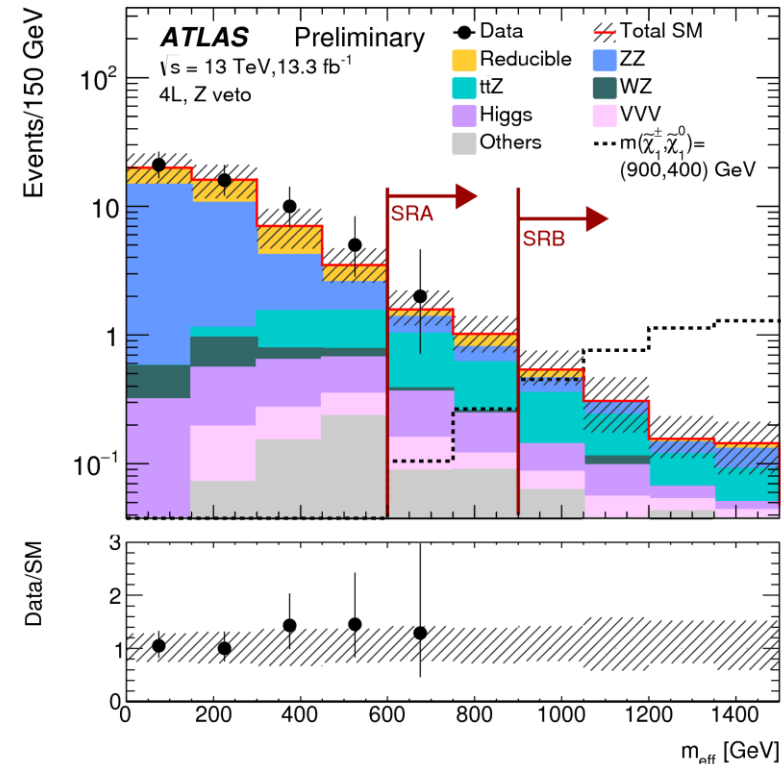 ATLAS Preliminary
√s = 13 TeV,13.3 fb⁻¹
4L, Z veto
Data
Total SM
Reducible
ZZ
ttZ
WZ
Higgs
VVV
Others
m(χ̃₁±,χ̃₁⁰)=
(900,400) GeV
Events/150 GeV
10²
10
1
10⁻¹
SRA
SRB
Data/SM
3
2
1
0
0 200 400 600 800 1000 1200 1400
m_eff [GeV]